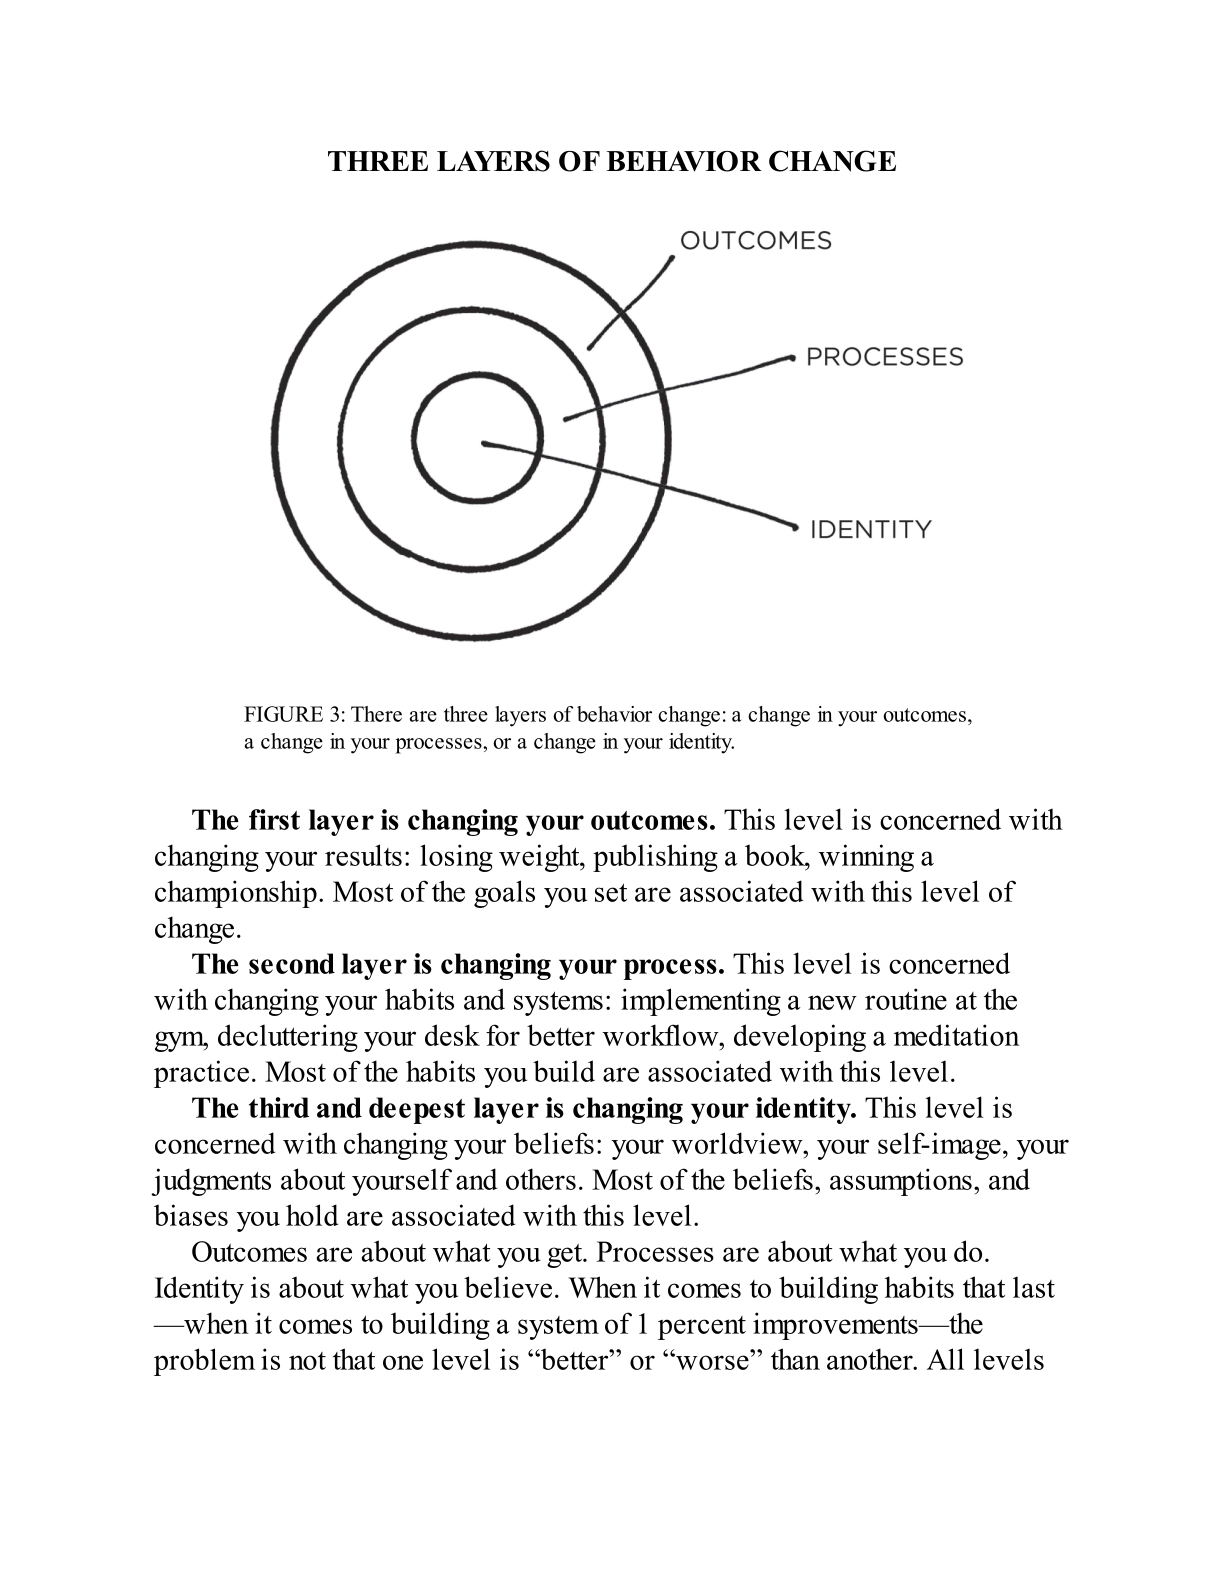 THREE LAYERS OF BEHAVIOR CHANGE
OUTCOMES
PROCESSES
IDENTITY
FIGURE 3: There are three layers of behavior change: a change in your outcomes,
a change in your processes, or a change in your identity.
The first layer is changing your outcomes. This level is concerned with
changing your results: losing weight, publishing a book, winning a
championship. Most of the goals you set are associated with this level of
change.
The second layer is changing your process. This level is concerned
with changing your habits and systems: implementing a new routine at the
gym, decluttering your desk for better workflow, developing a meditation
practice. Most of the habits you build are associated with this level.
The third and deepest layer is changing your identity. This level is
concerned with changing your beliefs: your worldview, your self-image, your
judgments about yourself and others. Most of the beliefs, assumptions, and
biases you hold are associated with this level.
Outcomes are about what you get. Processes are about what you do.
Identity is about what you believe. When it comes to building habits that last
—when it comes to building a system of 1 percent improvements—the
problem is not that one level is “better” or “worse” than another. All levels